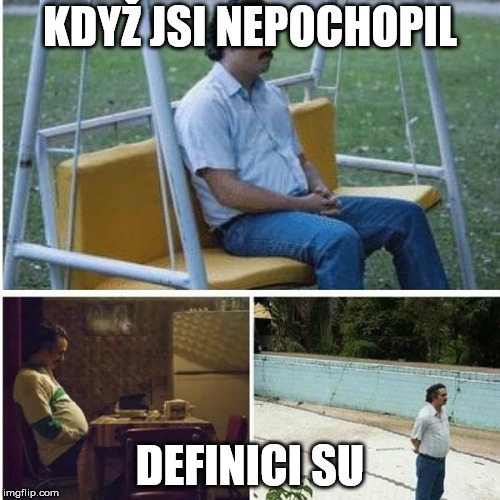 KDYŽ JSI NEPOCHOPIL
DEFINICI SU
imgflip.com